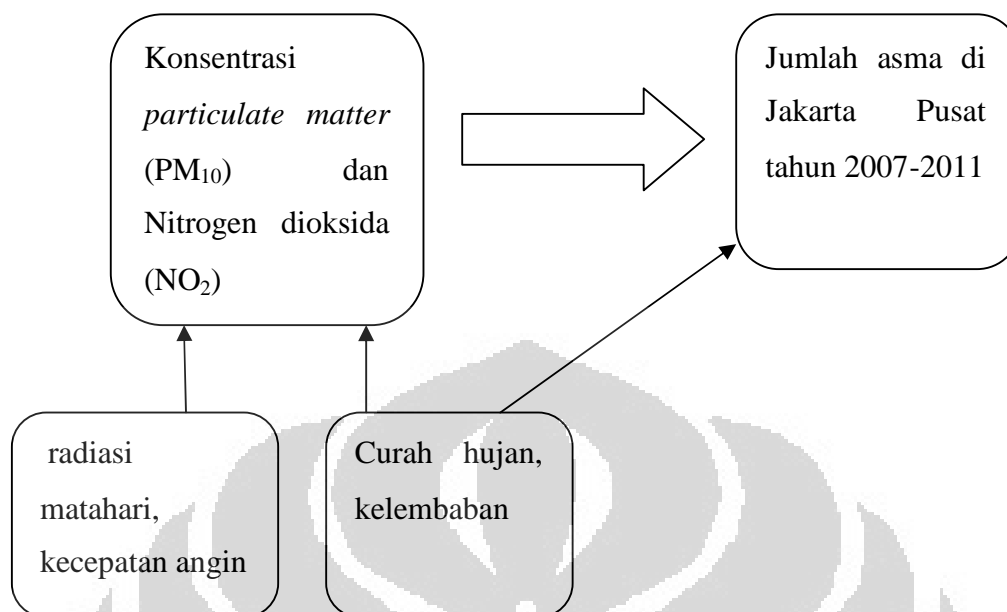 Konsentrasi
particulate matter
(PM₁₀) dan
Nitrogen dioksida
(NO₂)
Jumlah asma di
Jakarta Pusat
tahun 2007-2011
radiasi
matahari,
kecepatan angin
Curah hujan,
kelembaban